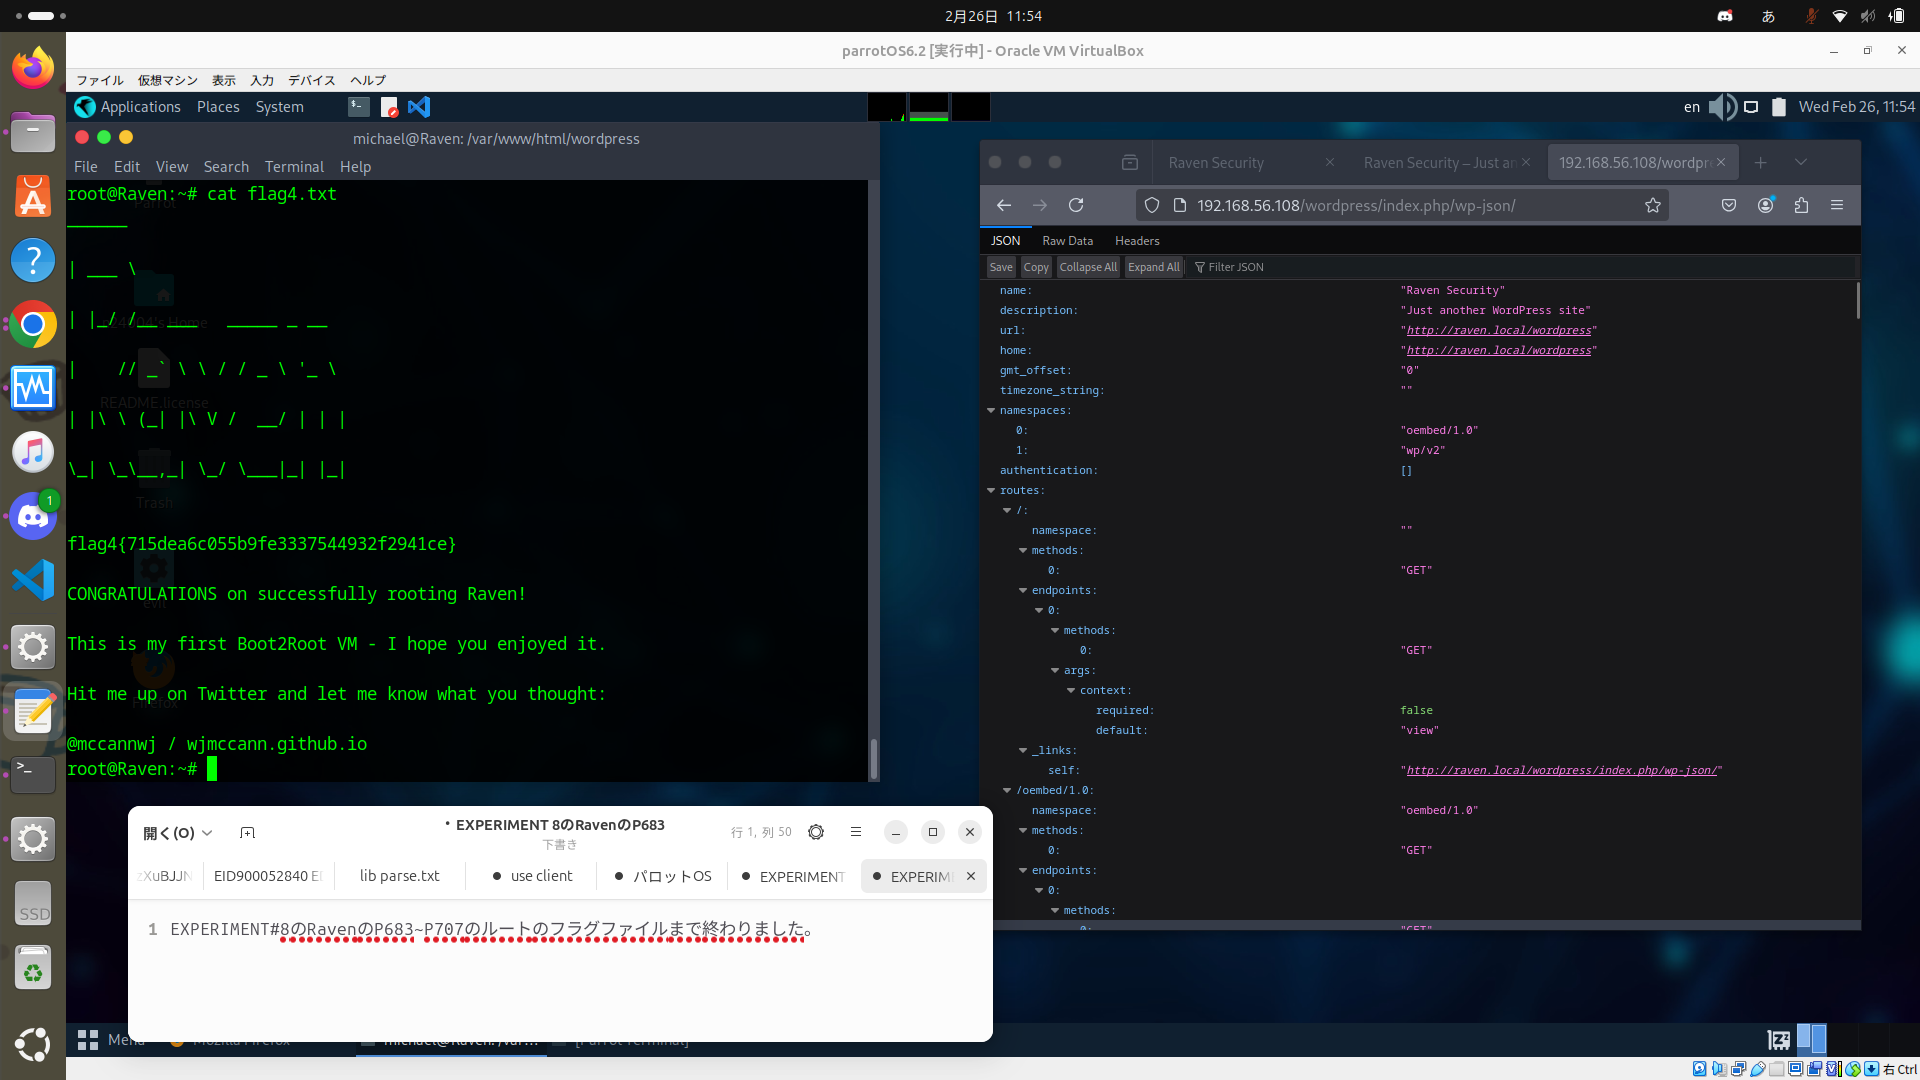 2月26日 11:54
あ
parrotOS6.2 [実行中] - Oracle VM VirtualBox
ファイル 仮想マシン 表示 入力 デバイス ヘルプ
Applications Places System
en
Wed Feb 26, 11:54
michael@Raven: /var/www/html/wordpress
File Edit View Search Terminal Help
root@Raven:~# cat flag4.txt
______
| ___ \
| |_/ /__ ___   _____ _ __
|    // _` \ \ / / _ \ '_ \
| |\ \ (_| |\ V /  __/ | | |
\_| \_\__,_| \_/ \___|_| |_|
flag4{715dea6c055b9fe3337544932f2941ce}
CONGRATULATIONS on successfully rooting Raven!
This is my first Boot2Root VM - I hope you enjoyed it.
Hit me up on Twitter and let me know what you thought:
@mccannwj / wjmccann.github.io
root@Raven:~#
README.license
Trash
Firefox
1
SSD
Raven Security
Raven Security – Just an
192.168.56.108/wordpr
192.168.56.108/wordpress/index.php/wp-json/
JSON Raw Data Headers
Save Copy Collapse All Expand All Filter JSON
name: "Raven Security"
description: "Just another WordPress site"
url: "http://raven.local/wordpress"
home: "http://raven.local/wordpress"
gmt_offset: "0"
timezone_string: ""
namespaces:
0: "oembed/1.0"
1: "wp/v2"
authentication: []
routes:
/:
namespace: ""
methods:
0: "GET"
endpoints:
0:
methods:
0: "GET"
args:
context:
required: false
default: "view"
_links:
self: "http://raven.local/wordpress/index.php/wp-json/"
/oembed/1.0:
namespace: "oembed/1.0"
methods:
0: "GET"
endpoints:
0:
methods:
0: "GET"
開く(O)
• EXPERIMENT 8のRavenのP683
下書き
行 1, 列 50
zXuBJJN
EID900052840 E
lib parse.txt
● use client
● パロットOS
● EXPERIMENT
● EXPERIM
1 EXPERIMENT#8のRavenのP683~P707のルートのフラグファイルまで終わりました。
Menu
Mozilla Firefox
michael@Raven: /var...
[Parrot Terminal]
右 Ctrl